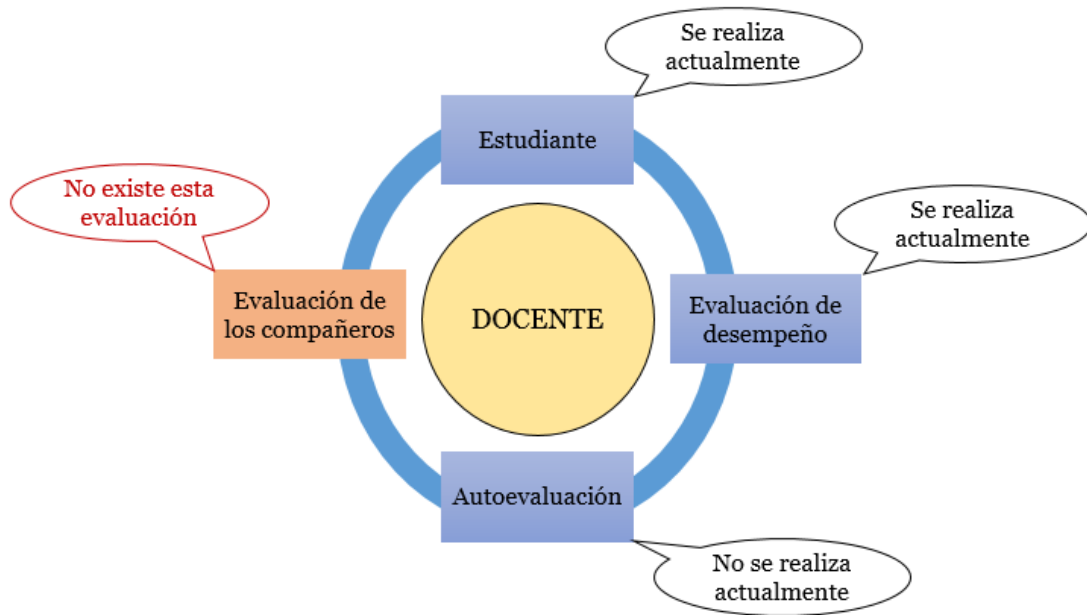 Se realiza
actualmente
Estudiante
No existe esta
evaluación
Se realiza
actualmente
Evaluación de
los compañeros
DOCENTE
Evaluación de
desempeño
Autoevaluación
No se realiza
actualmente